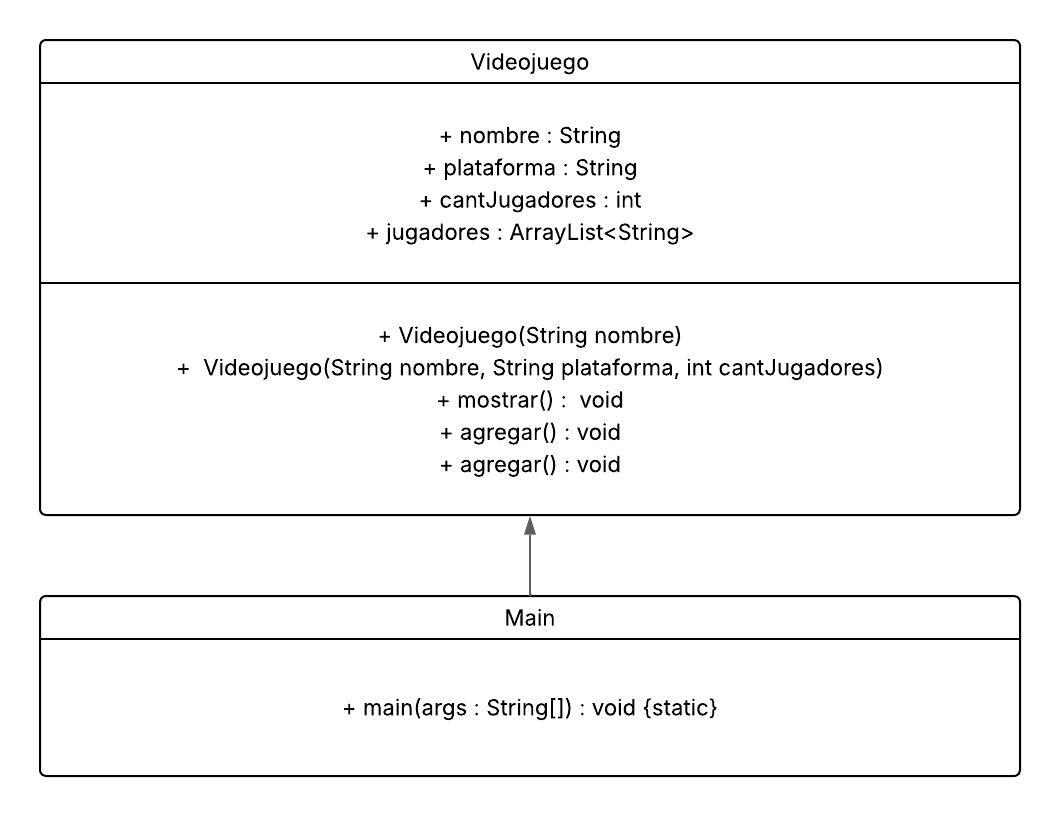 Videojuego
+ nombre : String
+ plataforma : String
+ cantJugadores : int
+ jugadores : ArrayList<String>
+ Videojuego(String nombre)
+ Videojuego(String nombre, String plataforma, int cantJugadores)
+ mostrar() : void
+ agregar() : void
+ agregar() : void
Main
+ main(args : String[]) : void {static}